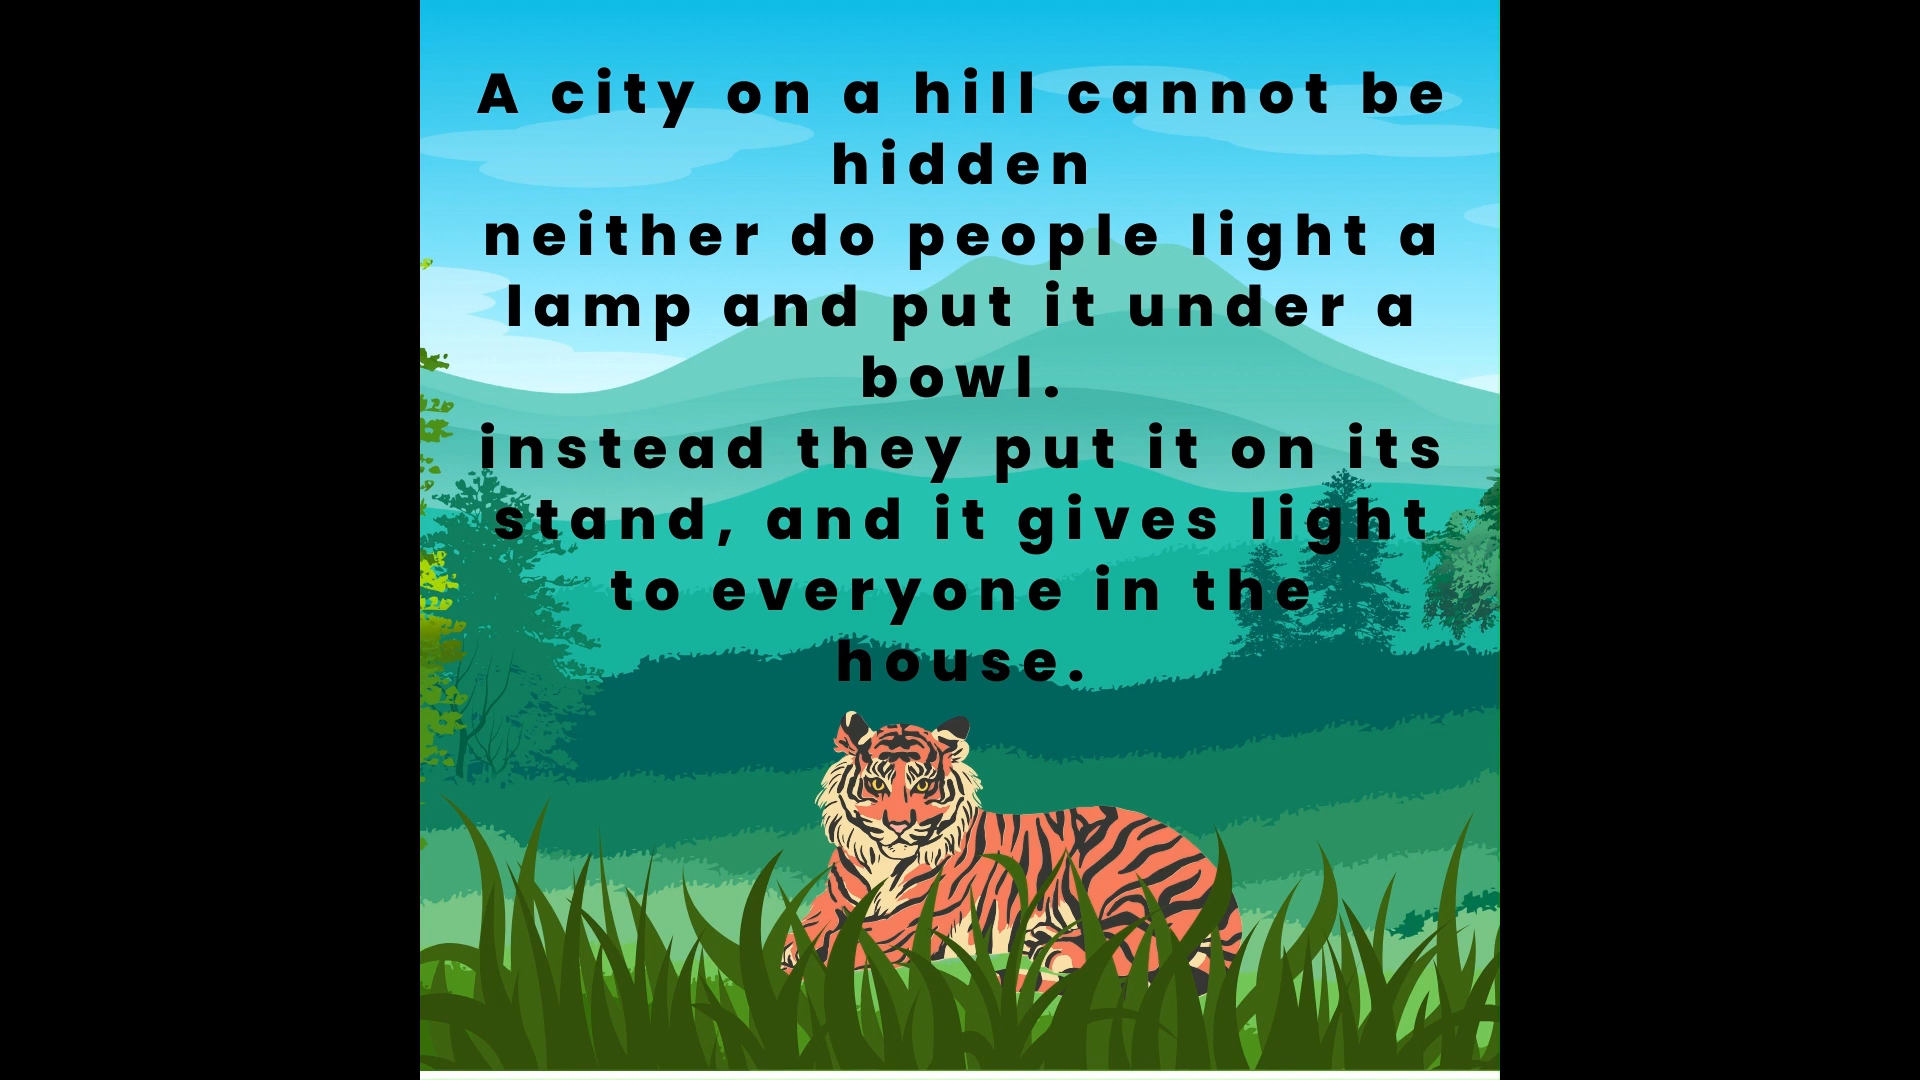 A city on a hill cannot be
hidden
neither do people light a
lamp and put it under a
bowl.
instead they put it on its
stand, and it gives light
to everyone in the
house.